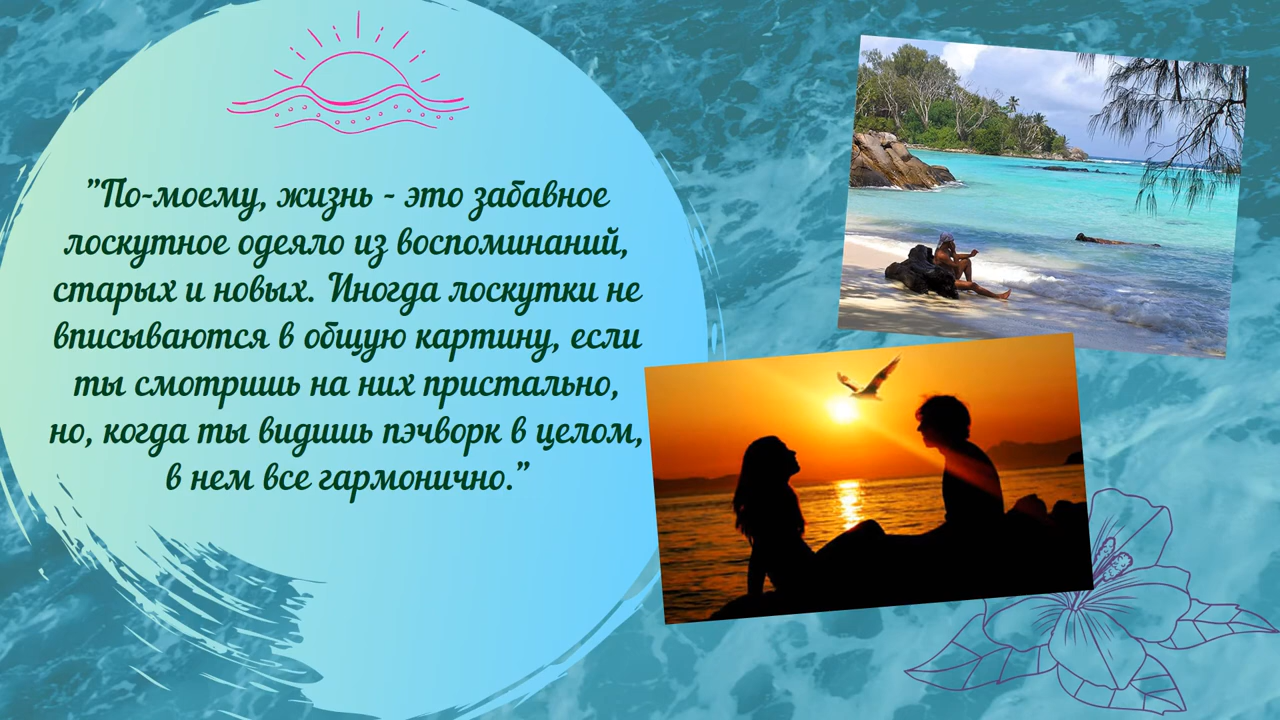 "По-моему, жизнь - это забавное
лоскутное одеяло из воспоминаний,
старых и новых. Иногда лоскутки не
вписываются в общую картину, если
ты смотришь на них пристально,
но, когда ты видишь пэчворк в целом,
в нем все гармонично."